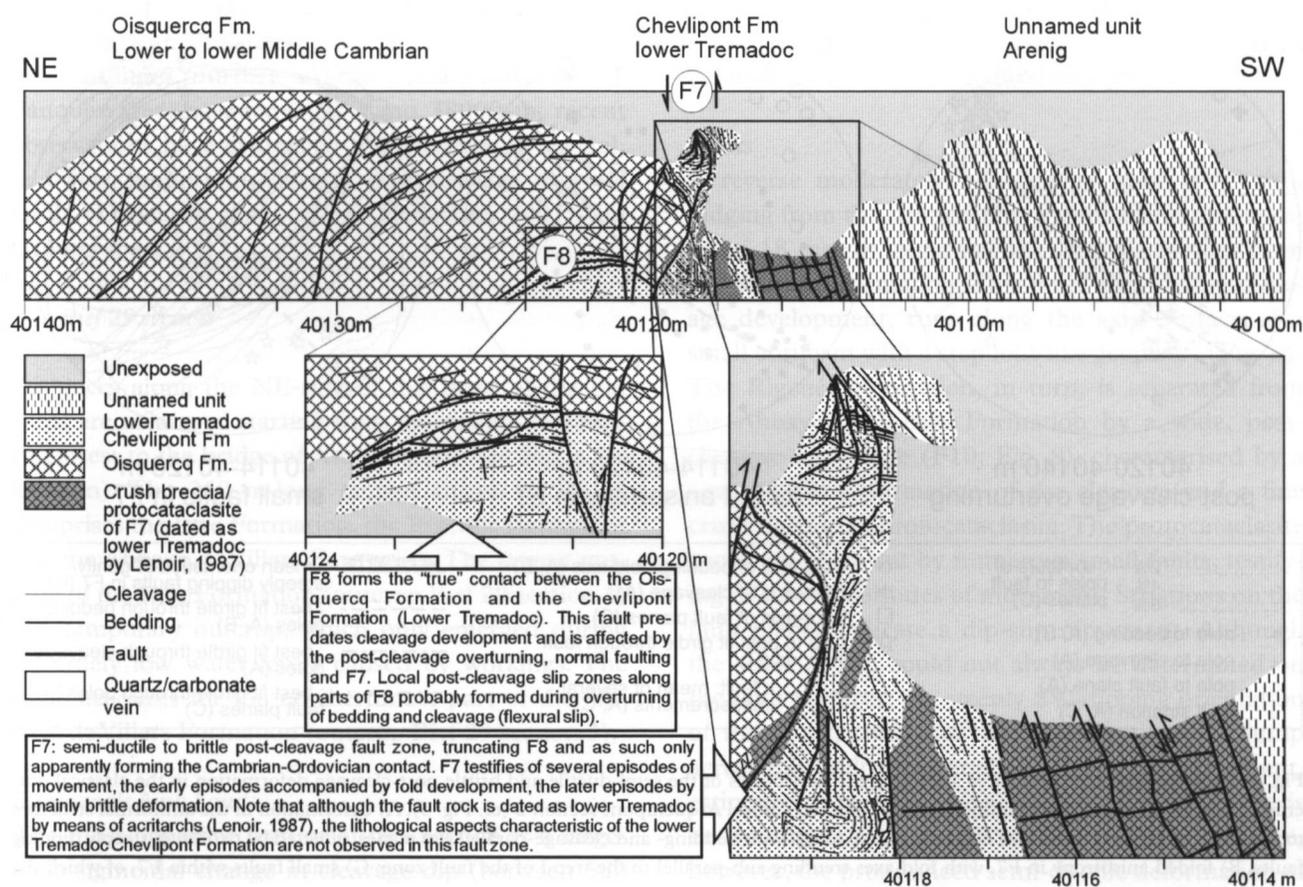 Oisquercq Fm.
Lower to lower Middle Cambrian
Chevlipont Fm
lower Tremadoc
Unnamed unit
Arenig
NE
SW
F7
F8
40140m
40130m
40120m
40110m
40100 m
Unexposed
Unnamed unit
Lower Tremadoc
Chevlipont Fm
Oisquercq Fm.
Crush breccia/
protocataclasite
of F7 (dated as
lower Tremadoc
by Lenoir, 1987)
Cleavage
Bedding
Fault
Quartz/carbonate
vein
40124
40120m
F8 forms the "true" contact between the Ois-
quercq Formation and the Chevlipont
Formation (Lower Tremadoc). This fault pre-
dates cleavage development and is affected by
the post-cleavage overturning, normal faulting
and F7. Local post-cleavage slip zones along
parts of F8 probably formed during overturning
of bedding and cleavage (flexural slip).
F7: semi-ductile to brittle post-cleavage fault zone, truncating F8 and as such only
apparently forming the Cambrian-Ordovician contact. F7 testifies of several episodes of
movement, the early episodes accompanied by fold development, the later episodes by
mainly brittle deformation. Note that although the fault rock is dated as lower Tremadoc
by means of acritarchs (Lenoir, 1987), the lithological aspects characteristic of the lower
Tremadoc Chevlipont Formation are not observed in this fault zone.
40118
40116
40114 m